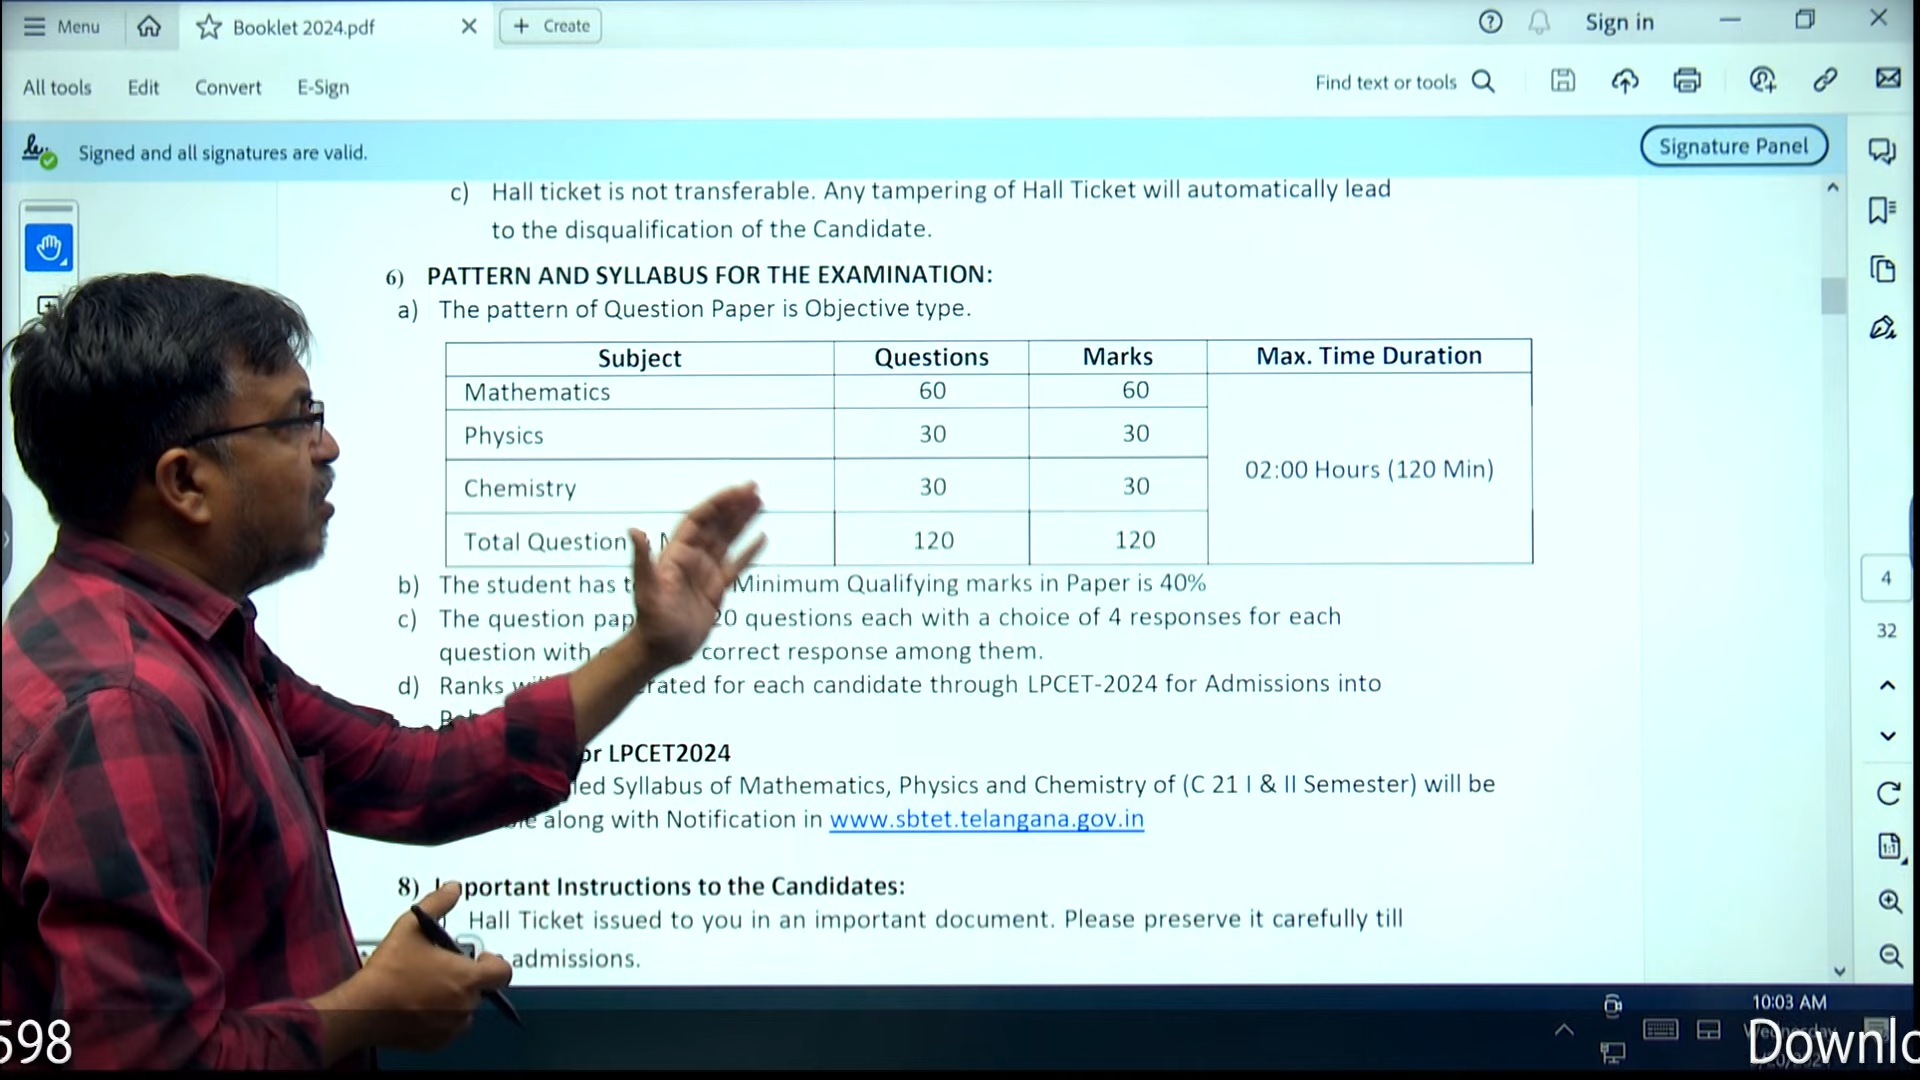 Menu
Booklet 2024.pdf
Create
Sign in
All tools
Edit
Convert
E-Sign
Find text or tools
Signed and all signatures are valid.
Signature Panel
c) Hall ticket is not transferable. Any tampering of Hall Ticket will automatically lead
to the disqualification of the Candidate.
6) PATTERN AND SYLLABUS FOR THE EXAMINATION:
a) The pattern of Question Paper is Objective type.
Subject Questions Marks Max. Time Duration
Mathematics 60 60
Physics 30 30
02:00 Hours (120 Min)
Chemistry 30 30
Total Question 120 120
b) The student has Minimum Qualifying marks in Paper is 40%
c) The question 20 questions each with a choice of 4 responses for each
question with correct response among them.
d) Ranks for each candidate through LPCET-2024 for Admissions into
LPCET2024
Syllabus of Mathematics, Physics and Chemistry of (C 21 I & II Semester) will be
along with Notification in www.sbtet.telangana.gov.in
8) Important Instructions to the Candidates:
Hall Ticket issued to you in an important document. Please preserve it carefully till
admissions.
4
32
10:03 AM
598
Downlo